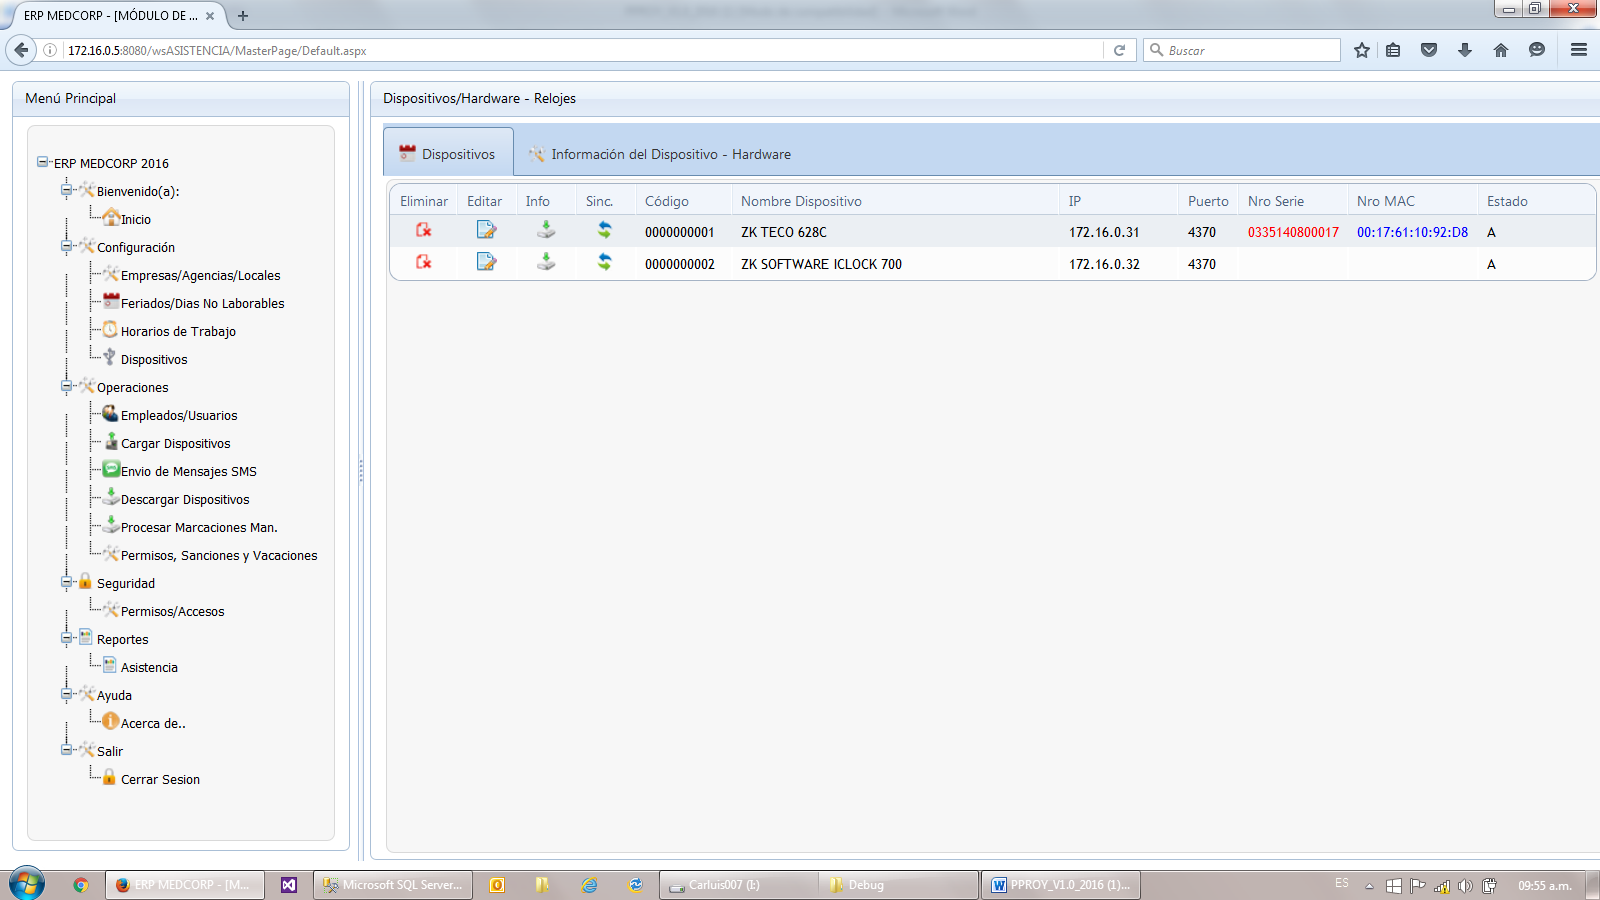 ERP MEDCORP - [MÓDULO DE ...
172.16.0.5:8080/wsASISTENCIA/MasterPage/Default.aspx
Buscar
Menú Principal
ERP MEDCORP 2016
Bienvenido(a):
Inicio
Configuración
Empresas/Agencias/Locales
Feriados/Dias No Laborables
Horarios de Trabajo
Dispositivos
Operaciones
Empleados/Usuarios
Cargar Dispositivos
Envio de Mensajes SMS
Descargar Dispositivos
Procesar Marcaciones Man.
Permisos, Sanciones y Vacaciones
Seguridad
Permisos/Accesos
Reportes
Asistencia
Ayuda
Acerca de..
Salir
Cerrar Sesion
Dispositivos/Hardware - Relojes
Dispositivos Información del Dispositivo - Hardware
Eliminar Editar Info Sinc. Código Nombre Dispositivo IP Puerto Nro Serie Nro MAC Estado
0000000001 ZK TECO 628C 172.16.0.31 4370 0335140800017 00:17:61:10:92:D8 A
0000000002 ZK SOFTWARE ICLOCK 700 172.16.0.32 4370 A
ERP MEDCORP - [M... Microsoft SQL Server... Carluis007 (I:) Debug PPROY_V1.0_2016 (1)... ES 09:55 a.m.